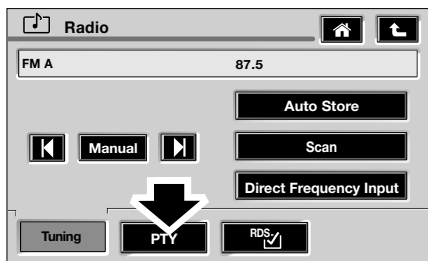 Radio
FM A 87.5
Auto Store
Manual Scan
Direct Frequency Input
Tuning PTY RDS